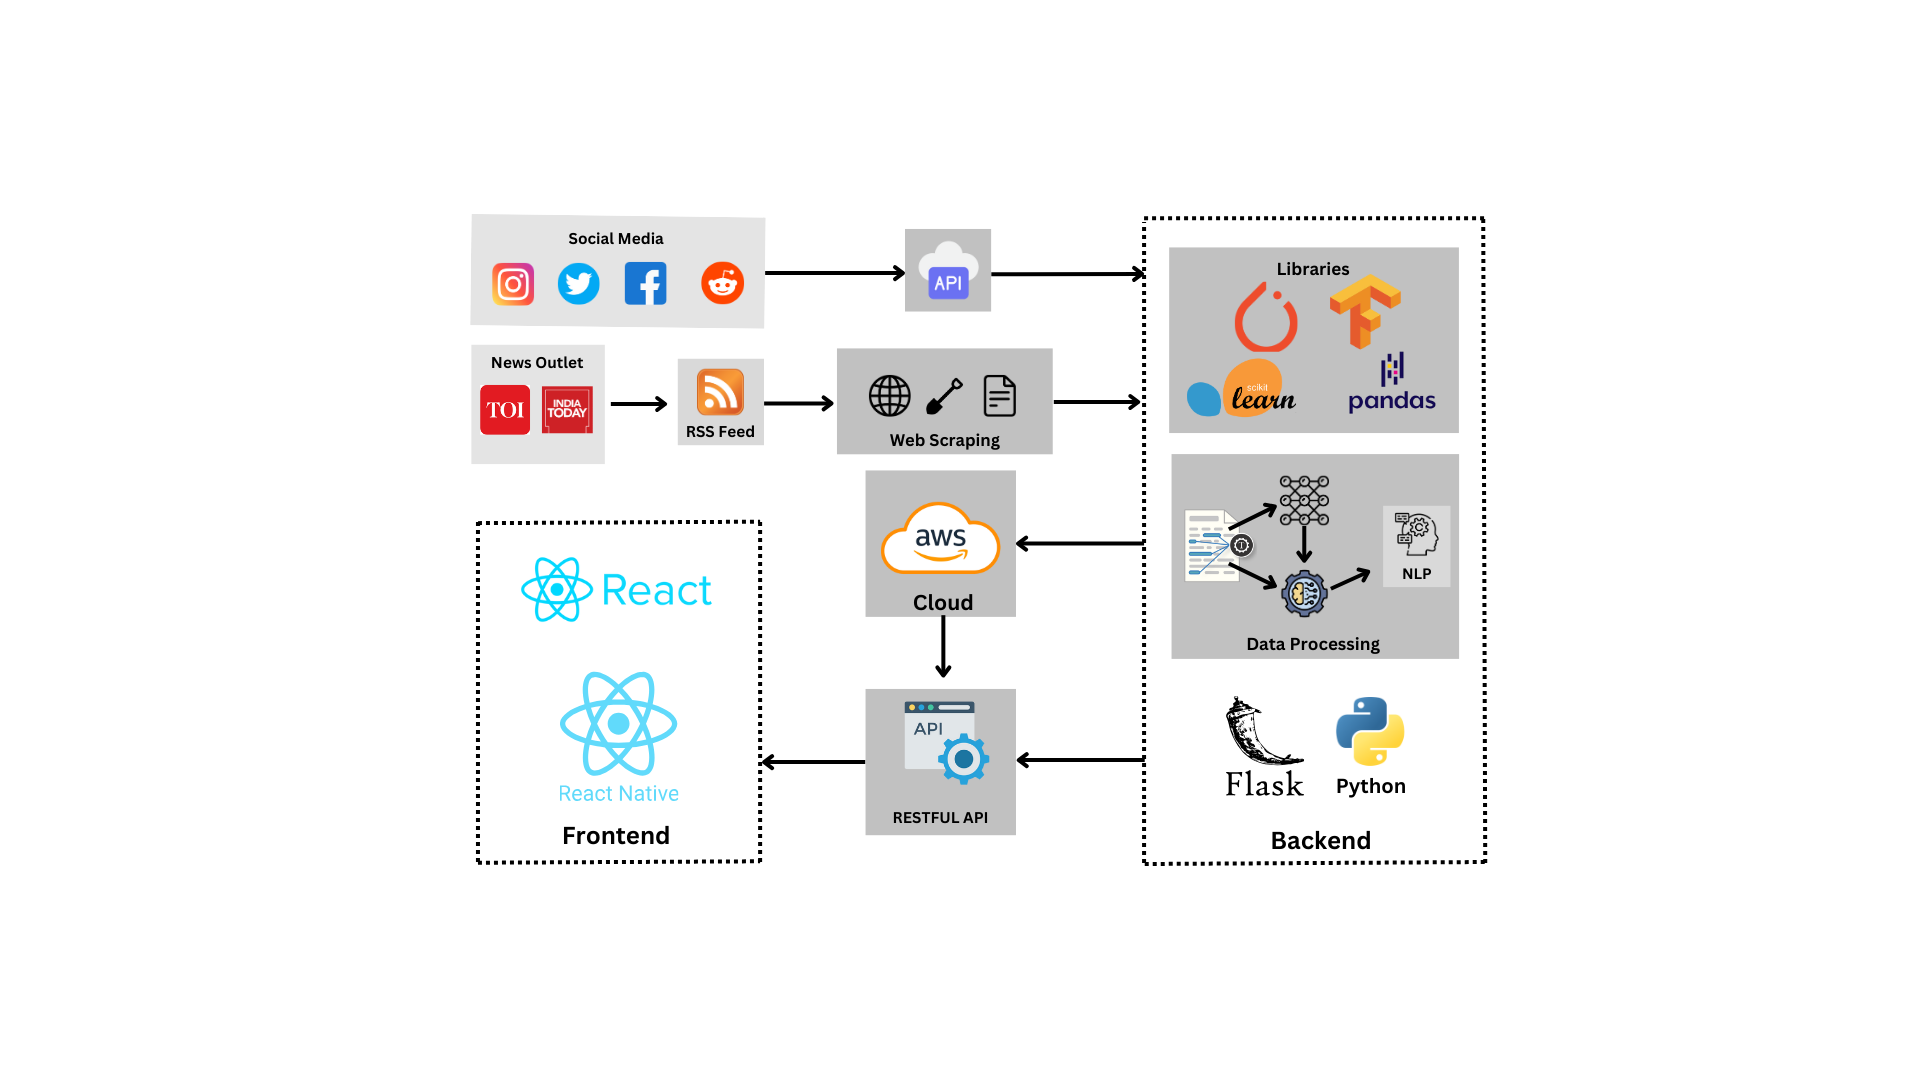 Social Media
API
News Outlet
TOI
INDIA
TODAY
RSS Feed
Web Scraping
Libraries
scikit
learn
pandas
aws
Cloud
NLP
Data Processing
React
React Native
Frontend
API
RESTFUL API
Flask
Python
Backend